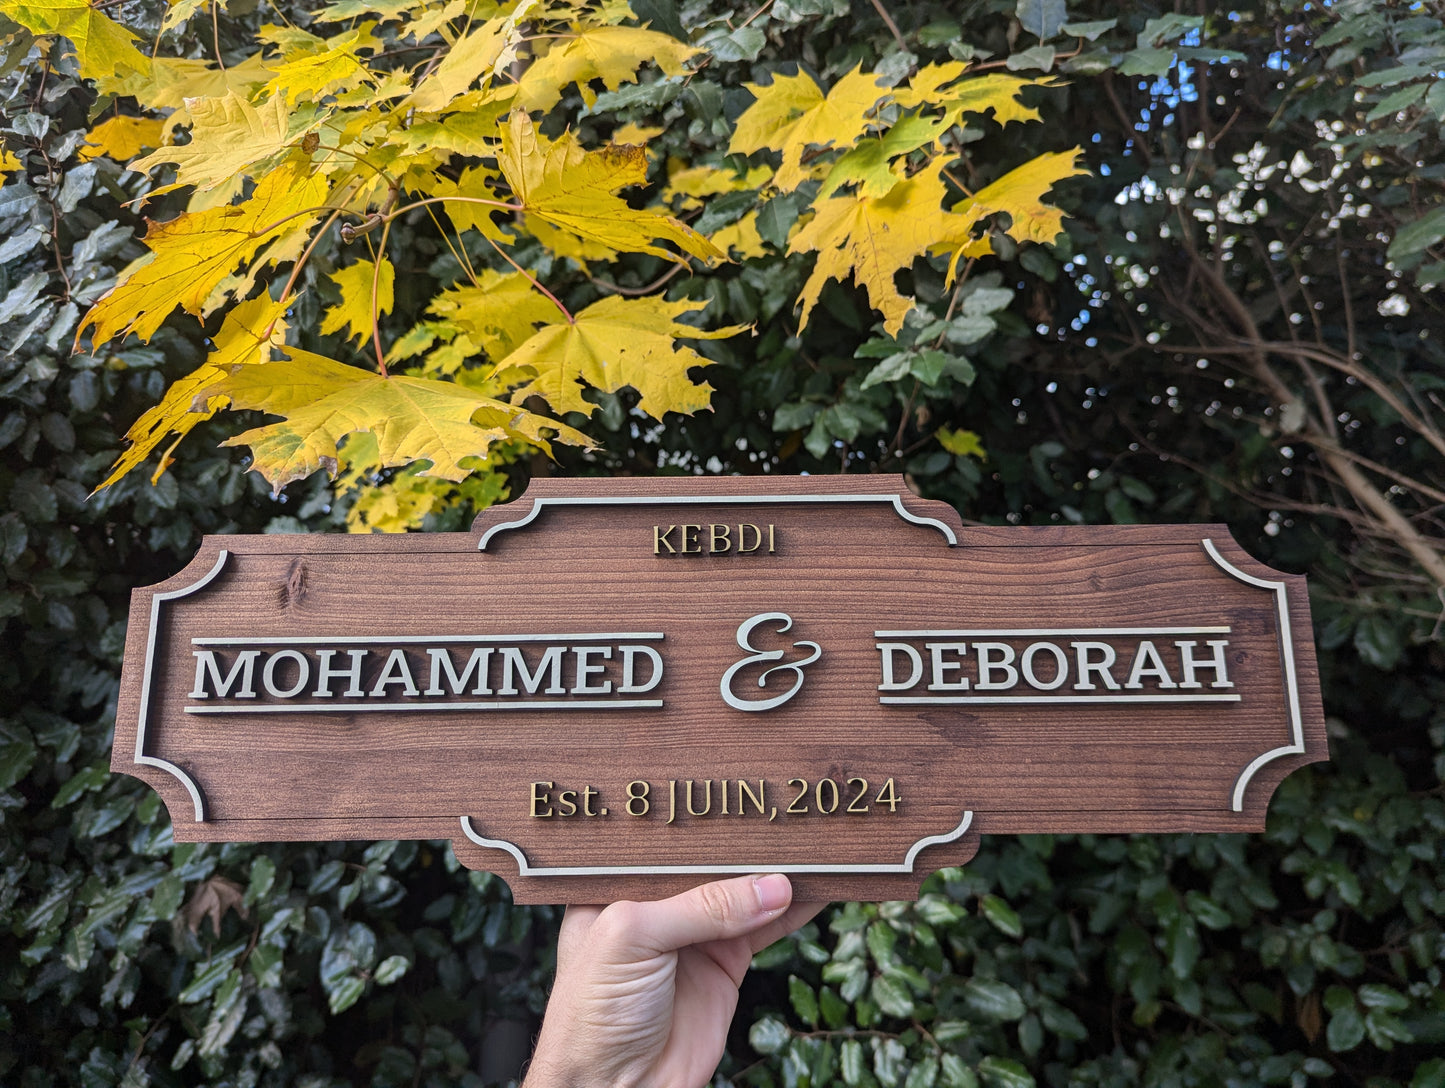 KEBDI
MOHAMMED & DEBORAH
Est. 8 JUIN, 2024